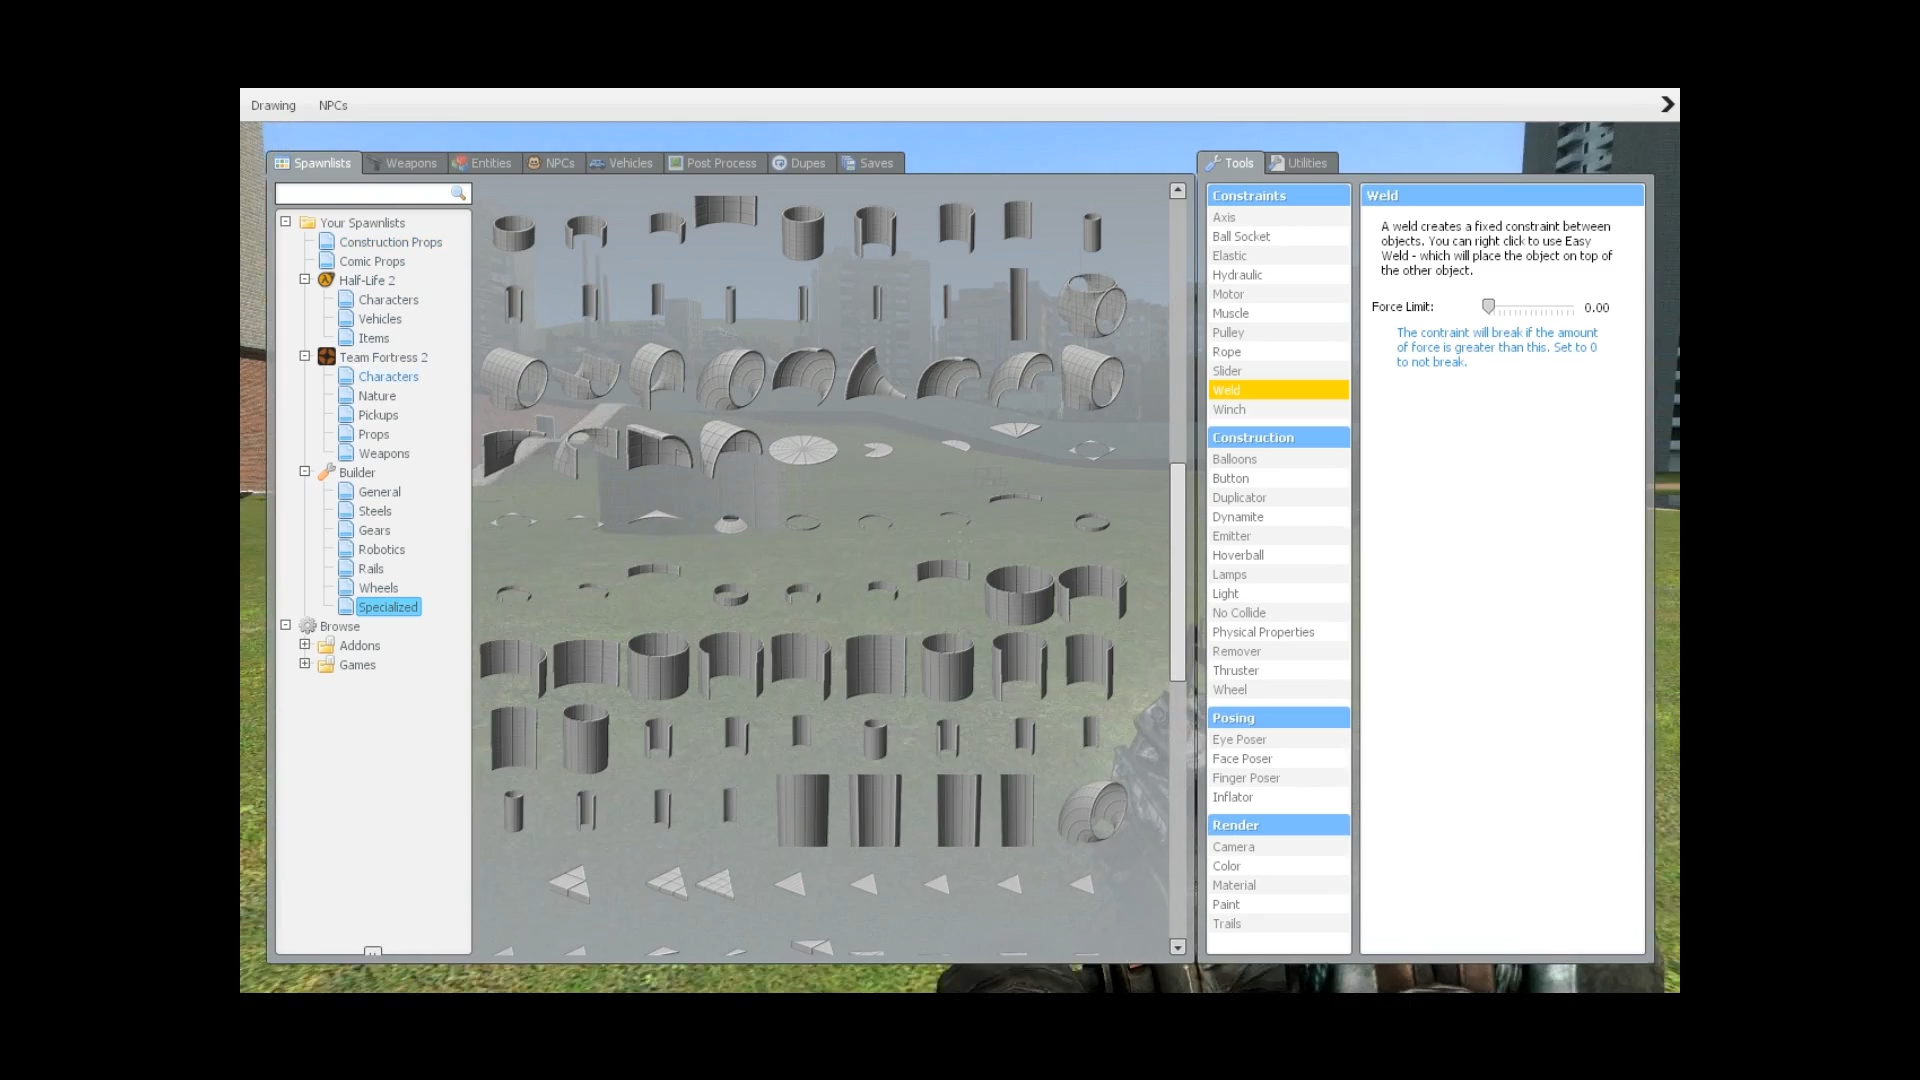 Drawing NPCs
Spawnlists Weapons Entities NPCs Vehicles Post Process Dupes Saves
Your Spawnlists
Construction Props
Comic Props
Half-Life 2
Characters
Vehicles
Items
Team Fortress 2
Characters
Nature
Pickups
Props
Weapons
Builder
General
Steels
Gears
Robotics
Rails
Wheels
Specialized
Browse
Addons
Games
Tools Utilities
Constraints
Axis
Ball Socket
Elastic
Hydraulic
Motor
Muscle
Pulley
Rope
Slider
Weld
Winch
Construction
Balloons
Button
Duplicator
Dynamite
Emitter
Hoverball
Lamps
Light
No Collide
Physical Properties
Remover
Thruster
Wheel
Posing
Eye Poser
Face Poser
Finger Poser
Inflator
Render
Camera
Color
Material
Paint
Trails
Weld
A weld creates a fixed constraint between
objects. You can right click to use Easy
Weld - which will place the object on top of
the other object.
Force Limit: 0.00
The contraint will break if the amount
of force is greater than this. Set to 0
to not break.